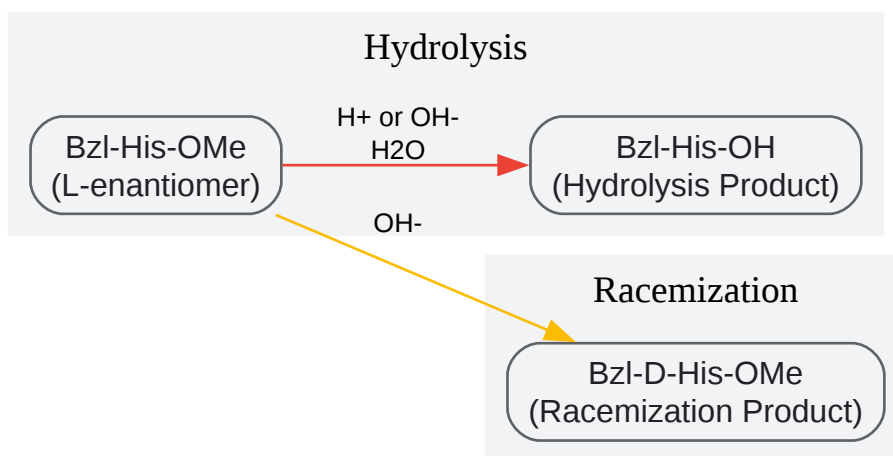 Hydrolysis
H+ or OH-
H2O
Bzl-His-OMe
(L-enantiomer)
Bzl-His-OH
(Hydrolysis Product)
OH-
Racemization
Bzl-D-His-OMe
(Racemization Product)